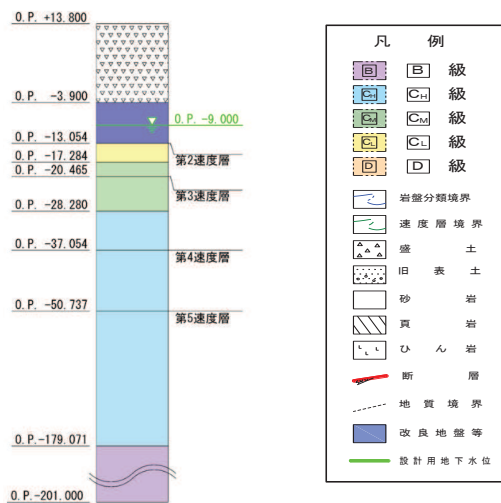 O.P. +13.800
O.P. -3.900
O.P. -9.000
O.P. -13.054
第2速度層
O.P. -17.284
O.P. -20.465
第3速度層
O.P. -28.280
O.P. -37.054
第4速度層
O.P. -50.737
第5速度層
O.P.-179.071
O.P.-201.000
凡 例
B B 級
CH CH 級
CM CM 級
CL CL 級
D D 級
岩盤分類境界
速度層境界
盛 土
旧 表 土
砂 岩
頁 岩
ひ ん 岩
断 層
地 質 境 界
改 良 地 盤 等
設計用地下水位